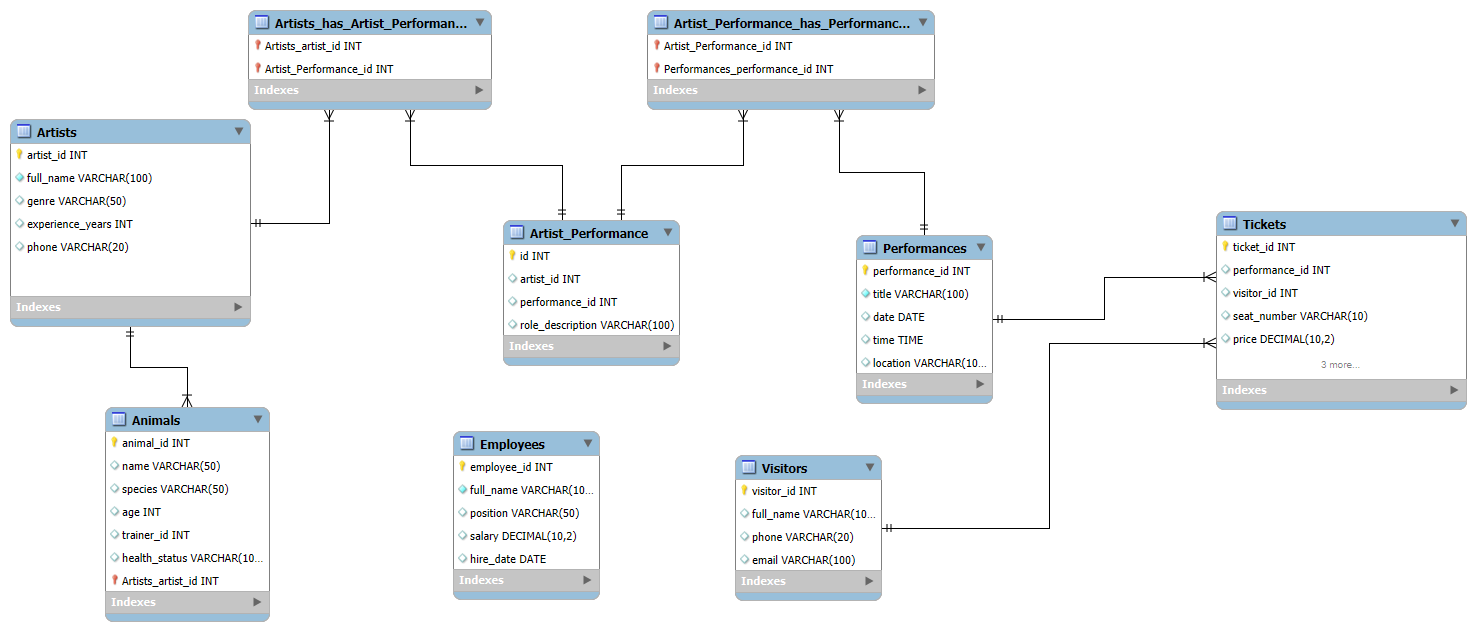 Artists_has_Artist_Performan...
Artists_artist_id INT
Artist_Performance_id INT
Indexes
Artist_Performance_has_Performanc...
Artist_Performance_id INT
Performances_performance_id INT
Indexes
Artists
artist_id INT
full_name VARCHAR(100)
genre VARCHAR(50)
experience_years INT
phone VARCHAR(20)
Indexes
Artist_Performance
id INT
artist_id INT
performance_id INT
role_description VARCHAR(100)
Indexes
Performances
performance_id INT
title VARCHAR(100)
date DATE
time TIME
location VARCHAR(10...
Indexes
Tickets
ticket_id INT
performance_id INT
visitor_id INT
seat_number VARCHAR(10)
price DECIMAL(10,2)
3 more...
Indexes
Animals
animal_id INT
name VARCHAR(50)
species VARCHAR(50)
age INT
trainer_id INT
health_status VARCHAR(10...
Artists_artist_id INT
Indexes
Employees
employee_id INT
full_name VARCHAR(10...
position VARCHAR(50)
salary DECIMAL(10,2)
hire_date DATE
Indexes
Visitors
visitor_id INT
full_name VARCHAR(10...
phone VARCHAR(20)
email VARCHAR(100)
Indexes